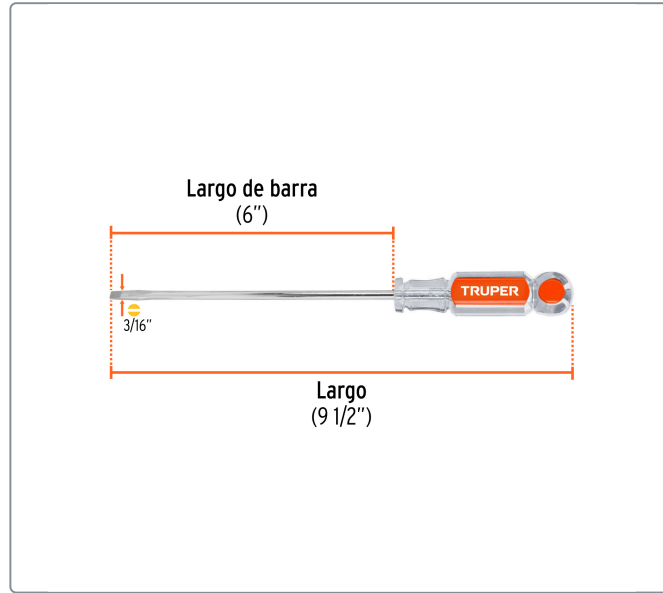 Largo de barra
(6”)
TRUPER
3/16”
Largo
(9 1/2”)